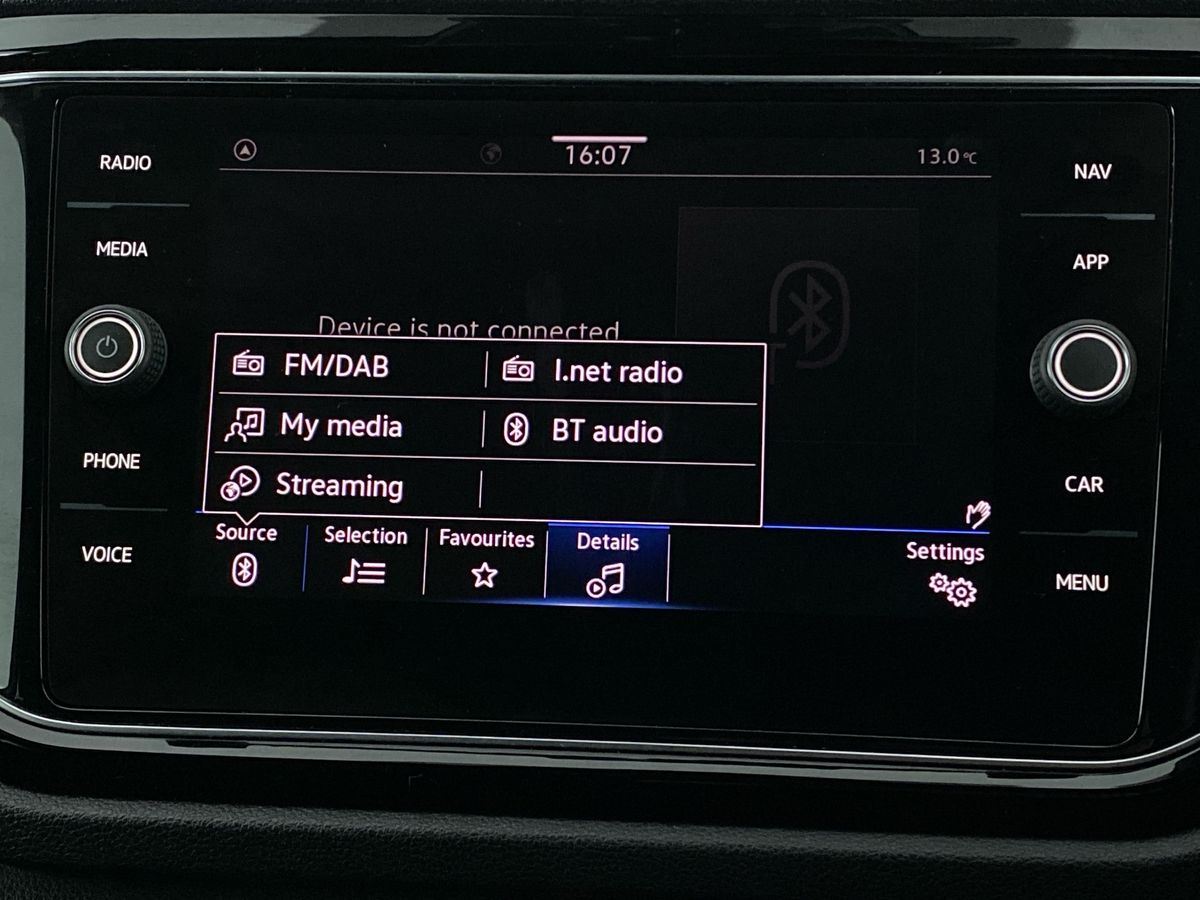 RADIO
MEDIA
PHONE
VOICE
16:07
13.0°C
Device is not connected
FM/DAB
I.net radio
My media
BT audio
Streaming
Source
Selection
Favourites
Details
Settings
NAV
APP
CAR
MENU